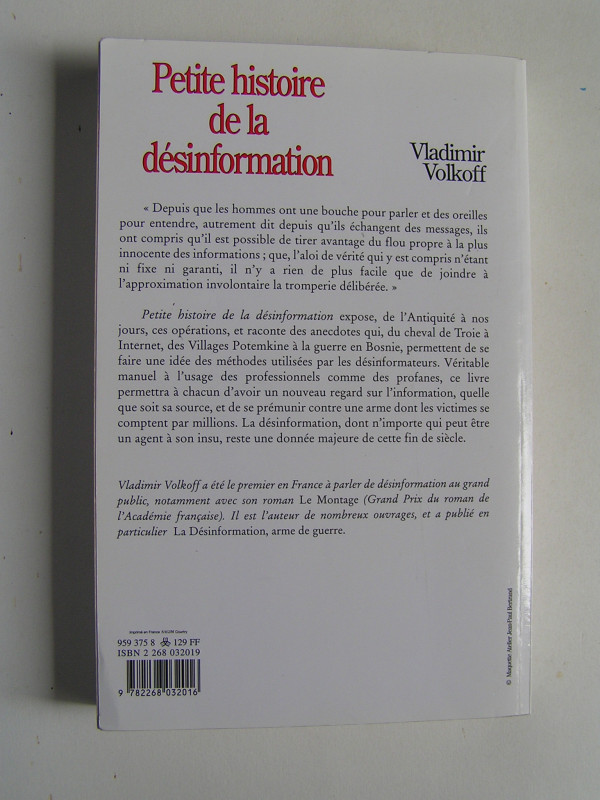 Petite histoire
de la
désinformation
Vladimir
Volkoff
« Depuis que les hommes ont une bouche pour parler et des oreilles
pour entendre, autrement dit depuis qu'ils échangent des messages, ils
ont compris qu'il est possible de tirer avantage du flou propre à la plus
innocente des informations ; que, l'aloi de vérité qui y est compris n'étant
ni fixe ni garanti, il n'y a rien de plus facile que de joindre à
l'approximation involontaire la tromperie délibérée. »
Petite histoire de la désinformation expose, de l'Antiquité à nos
jours, ces opérations, et raconte des anecdotes qui, du cheval de Troie à
Internet, des Villages Potemkine à la guerre en Bosnie, permettent de se
faire une idée des méthodes utilisées par les désinformateurs. Véritable
manuel à l'usage des professionnels comme des profanes, ce livre
permettra à chacun d'avoir un nouveau regard sur l'information, quelle
que soit sa source, et de se prémunir contre une arme dont les victimes se
comptent par millions. La désinformation, dont n'importe qui peut être
un agent à son insu, reste une donnée majeure de cette fin de siècle.
Vladimir Volkoff a été le premier en France à parler de désinformation au grand
public, notamment avec son roman Le Montage (Grand Prix du roman de
l'Académie française). Il est l'auteur de nombreux ouvrages, et a publié en
particulier La Désinformation, arme de guerre.
Imprimé en France
959 375 8 129 FF
ISBN 2 268 032019
9 782268 032016
© Maquette Atelier Jean-Paul Bertrand